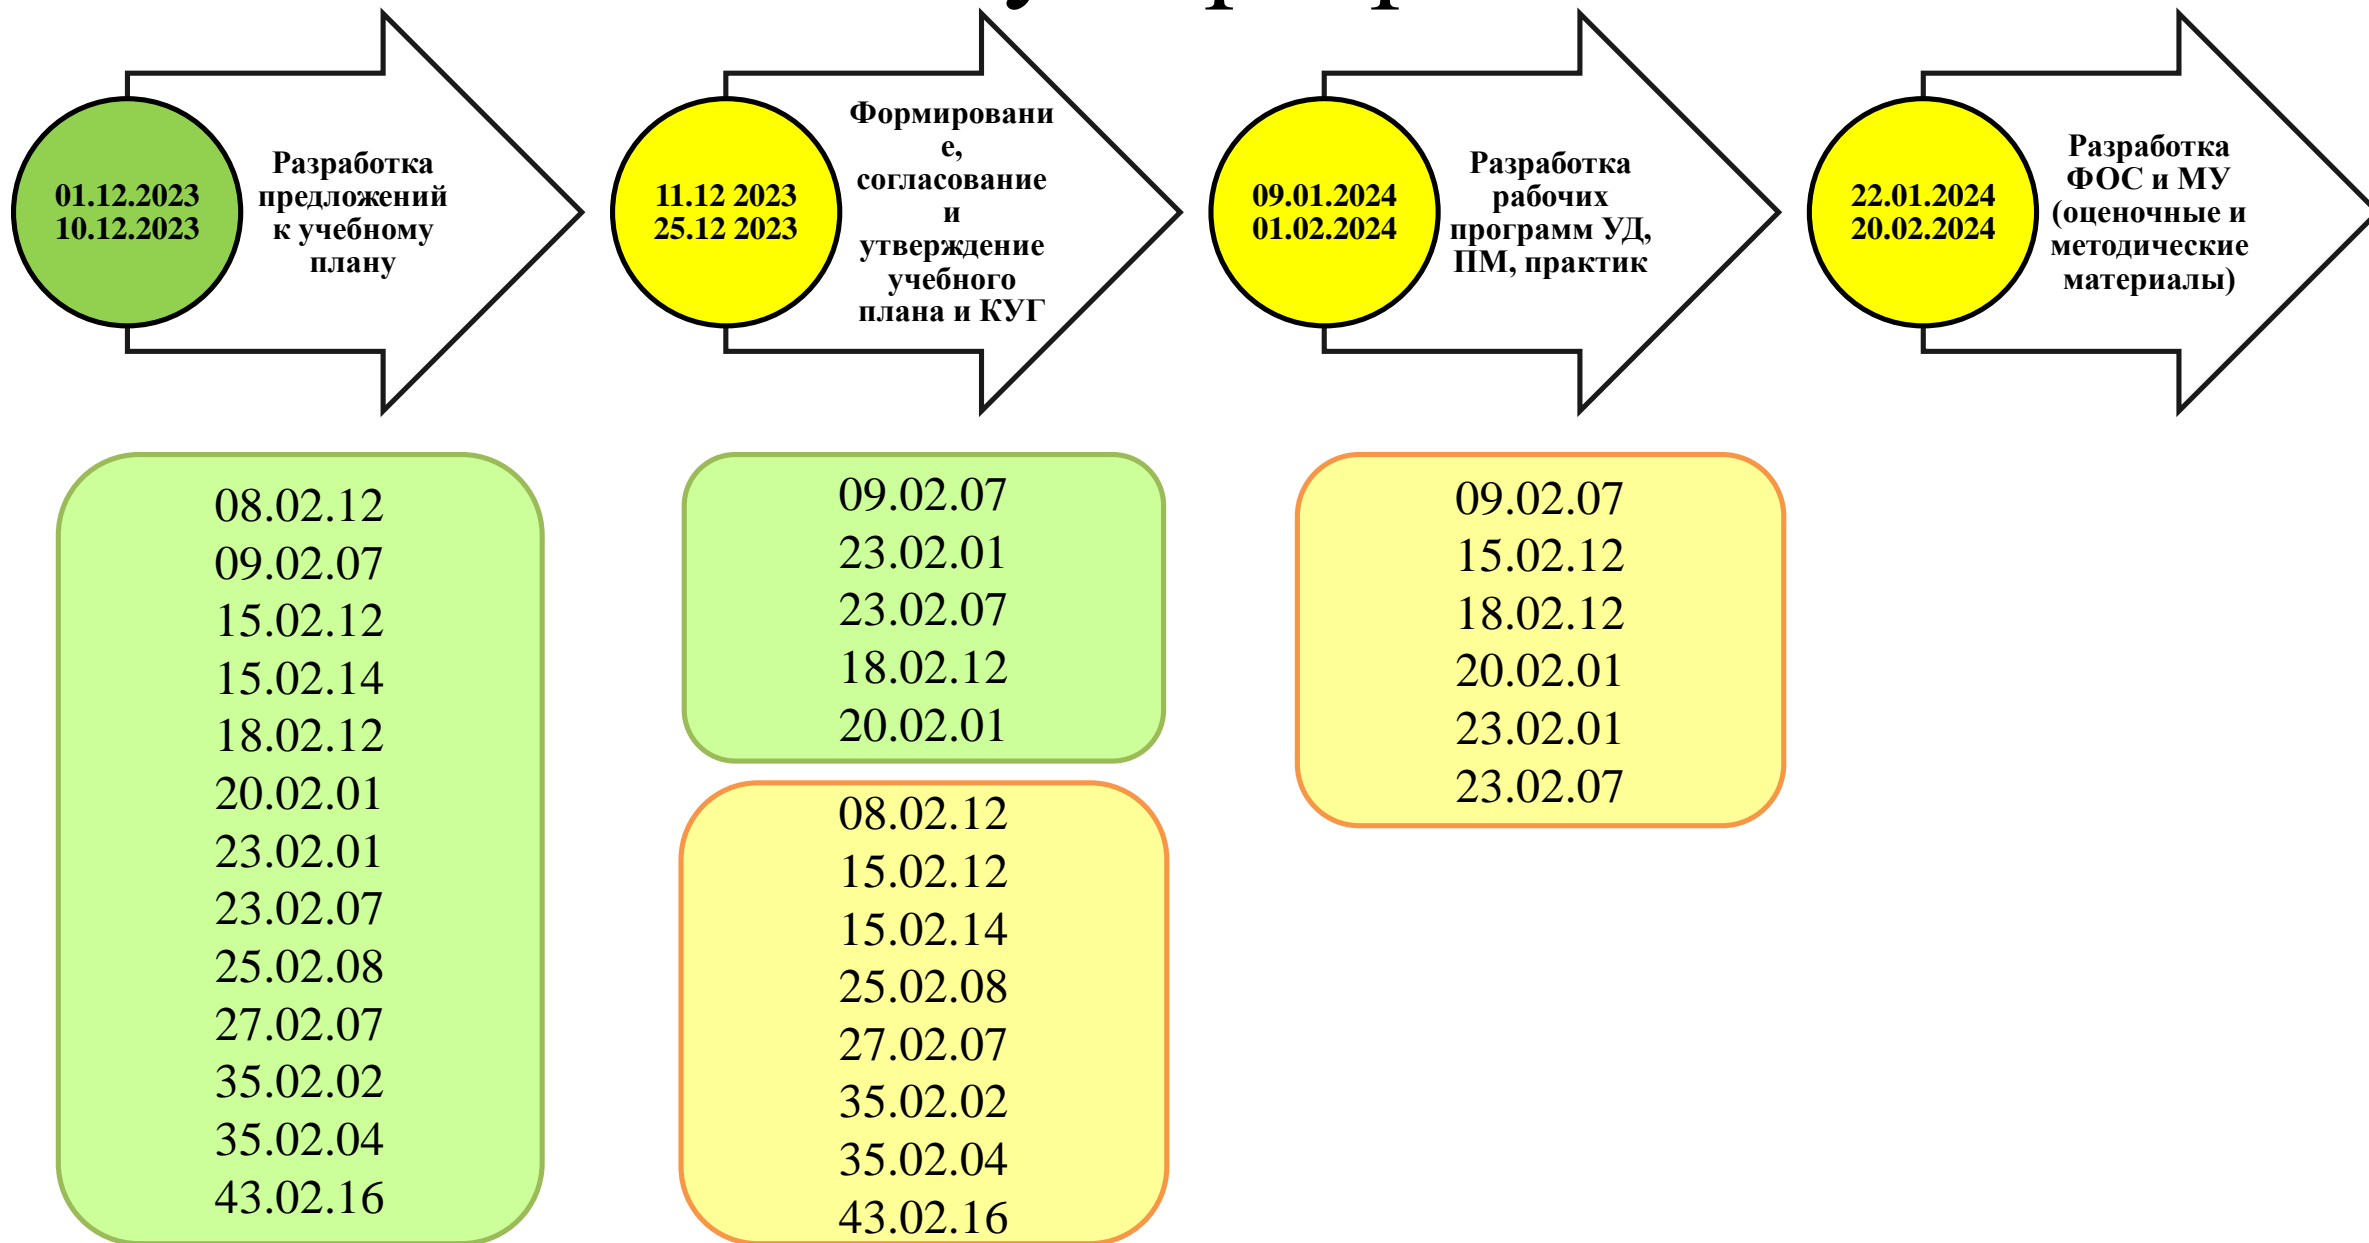 01.12.2023
10.12.2023
Разработка
предложений
к учебному
плану
11.12 2023
25.12 2023
Формировани
е,
согласование
и
утверждение
учебного
плана и КУГ
09.01.2024
01.02.2024
Разработка
рабочих
программ УД,
ПМ, практик
22.01.2024
20.02.2024
Разработка
ФОС и МУ
(оценочные и
методические
материалы)
08.02.12
09.02.07
15.02.12
15.02.14
18.02.12
20.02.01
23.02.01
23.02.07
25.02.08
27.02.07
35.02.02
35.02.04
43.02.16
09.02.07
23.02.01
23.02.07
18.02.12
20.02.01
08.02.12
15.02.12
15.02.14
25.02.08
27.02.07
35.02.02
35.02.04
43.02.16
09.02.07
15.02.12
18.02.12
20.02.01
23.02.01
23.02.07